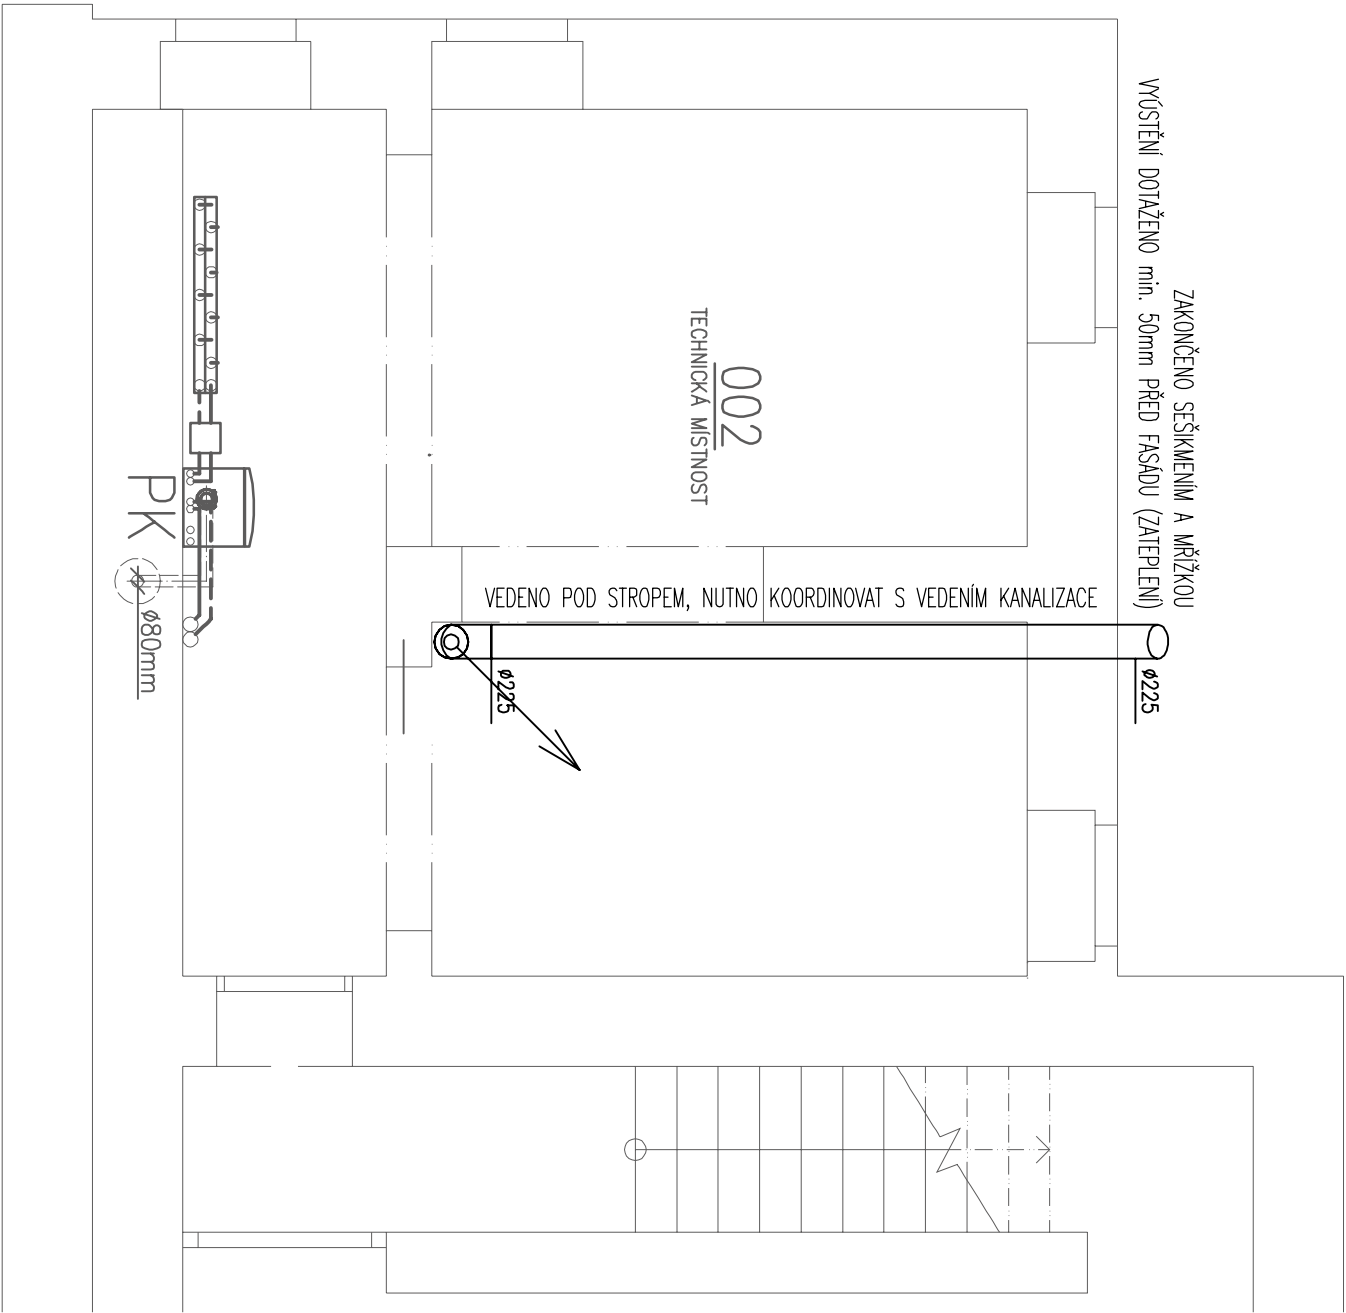 ZAKONČENO SEŠIKMENÍM A MŘÍŽKOU
VYÚSTĚNÍ DOTAŽENO min. 50mm PŘED FASÁDU (ZATEPLENÍ)
002
TECHNICKÁ MÍSTNOST
VEDENO POD STROPEM, NUTNO KOORDINOVAT S VEDENÍM KANALIZACE
ø225
ø225
PK
ø80mm